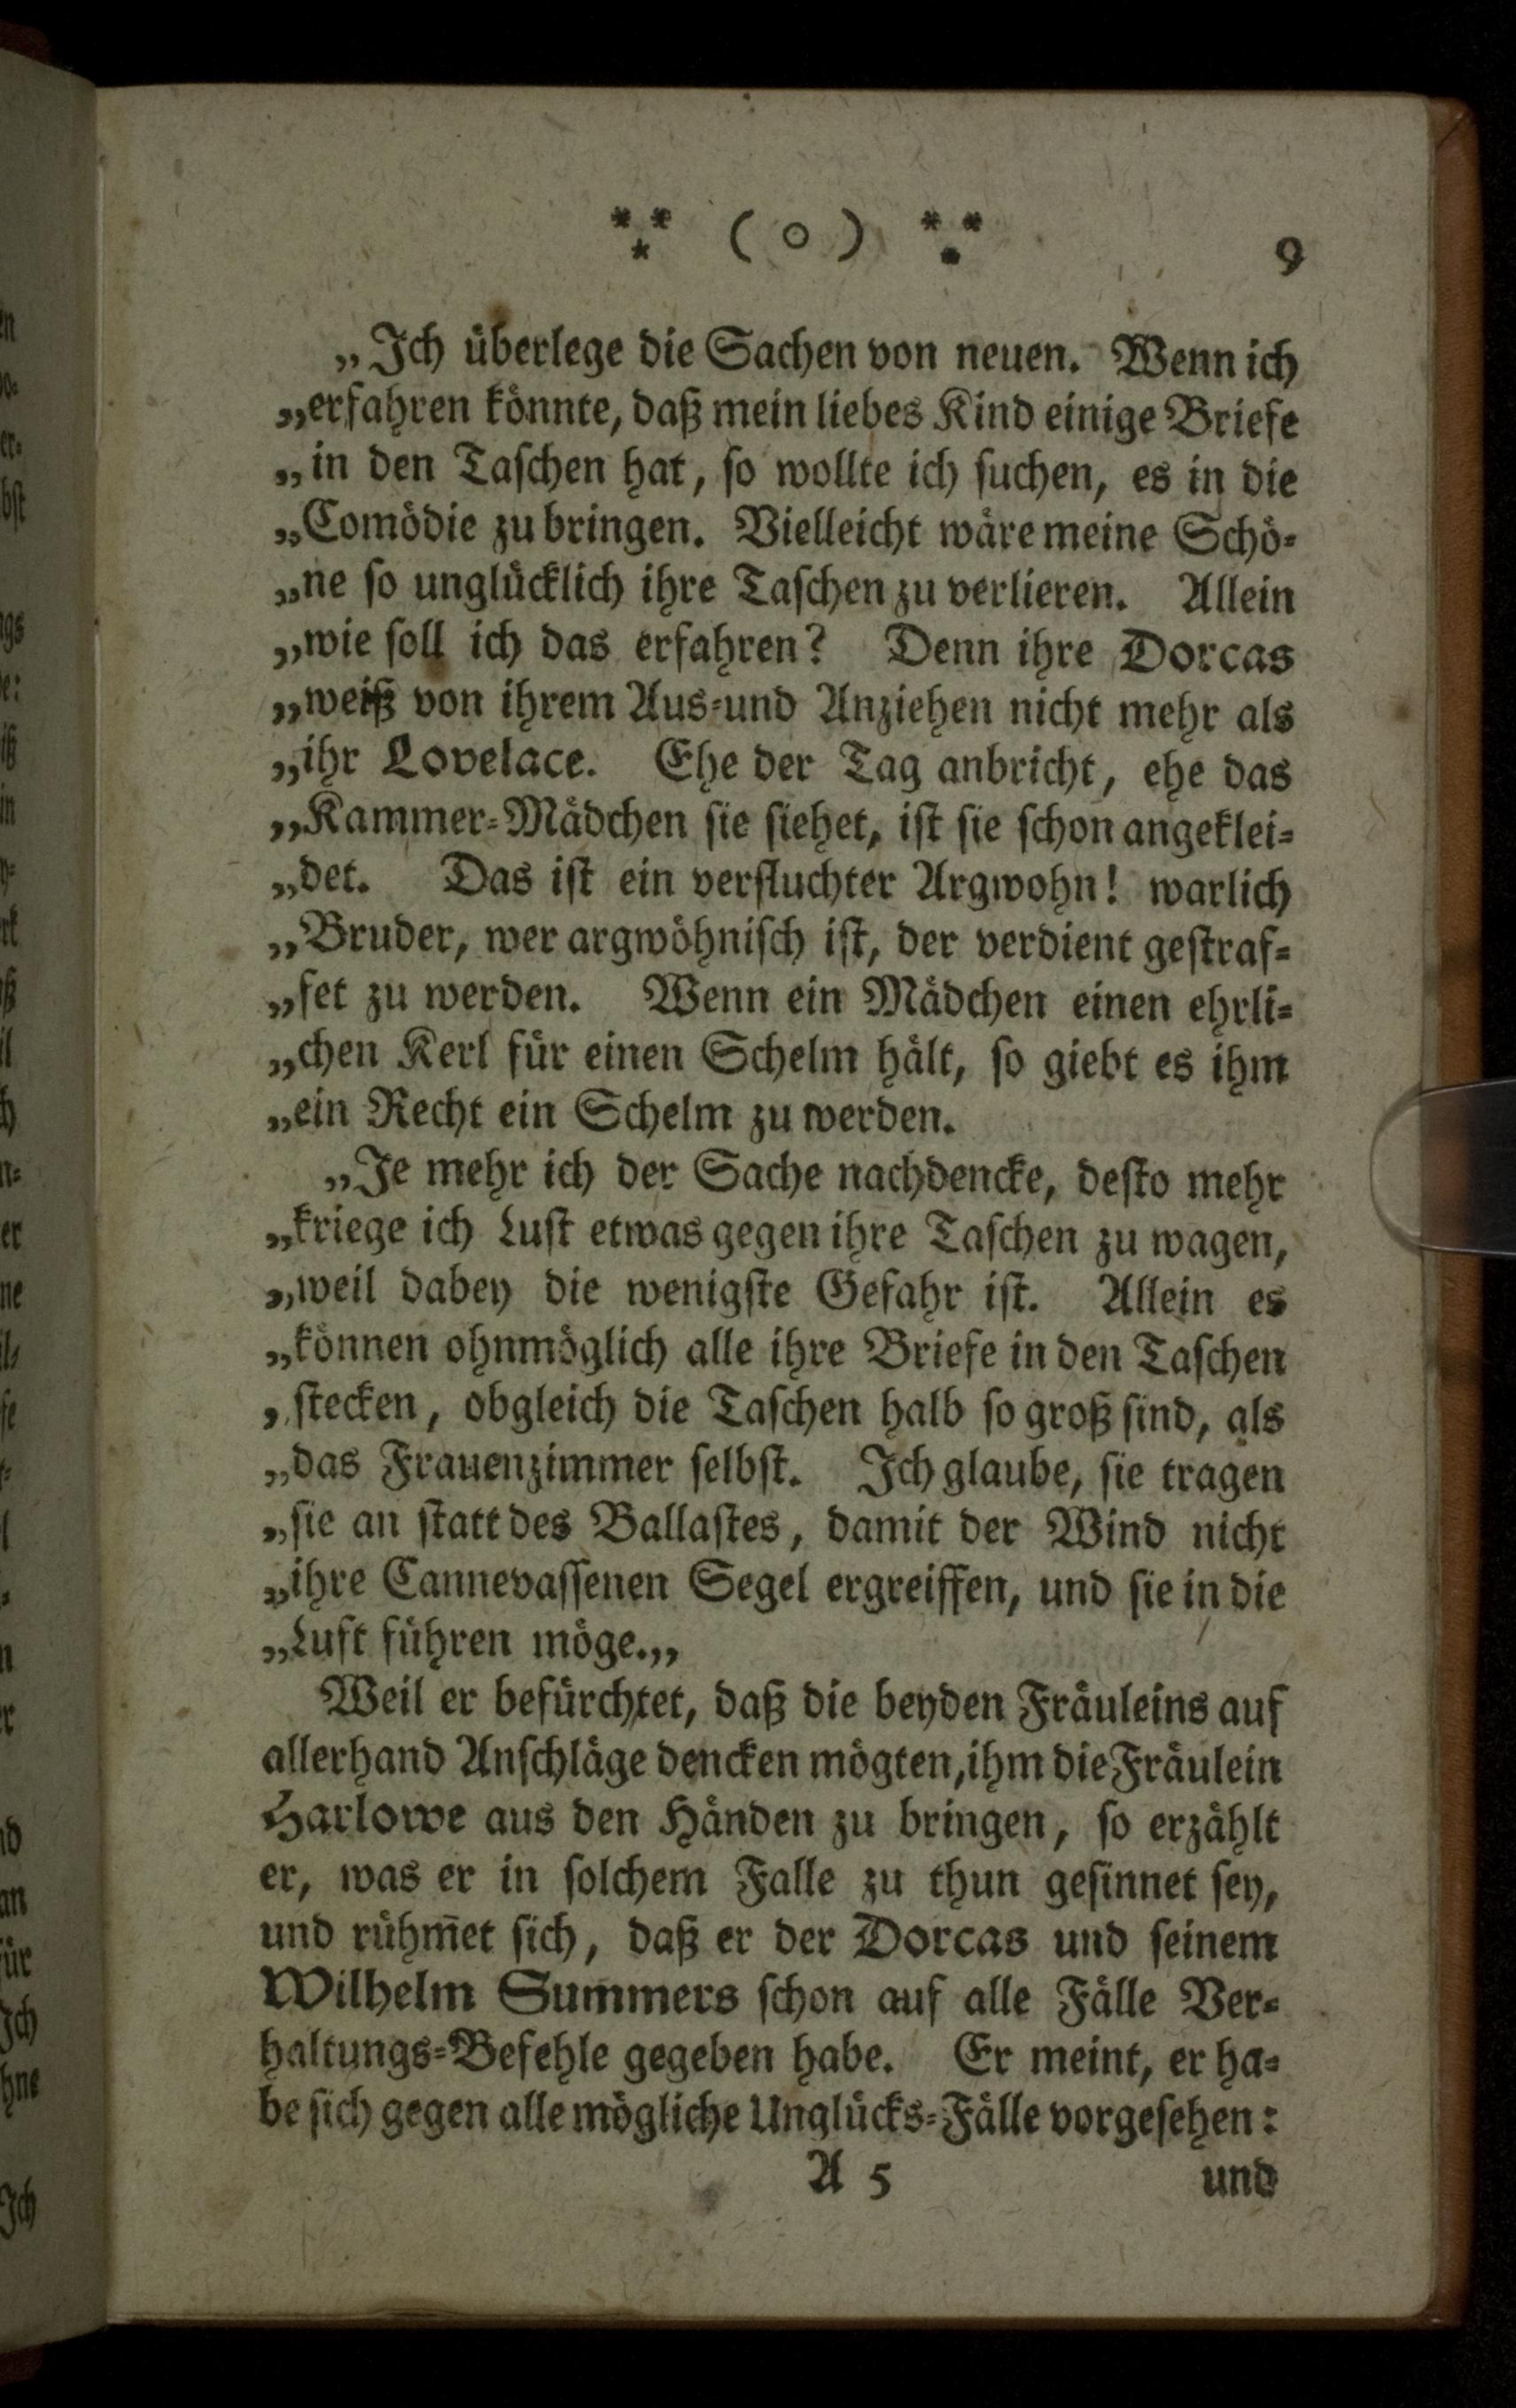 *** ( o ) *** 9
„Ich überlege die Sachen von neuen. Wenn ich
„erfahren könnte, daß mein liebes Kind einige Briefe
„in den Taschen hat, so wollte ich suchen, es in die
„Comödie zu bringen. Vielleicht wäre meine Schö-
„ne so unglücklich ihre Taschen zu verlieren. Allein
„wie soll ich das erfahren? Denn ihre Dorcas
„weiß von ihrem Aus-und Anziehen nicht mehr als
„ihr Lovelace. Ehe der Tag anbricht, ehe das
„Kammer-Mädchen sie siehet, ist sie schon angeklei-
„det. Das ist ein verfluchter Argwohn! warlich
„Bruder, wer argwöhnisch ist, der verdient gestraf-
„fet zu werden. Wenn ein Mädchen einen ehrli-
„chen Kerl für einen Schelm hält, so giebt es ihm
„ein Recht ein Schelm zu werden.
„Je mehr ich der Sache nachdencke, desto mehr
„kriege ich Lust etwas gegen ihre Taschen zu wagen,
„weil dabey die wenigste Gefahr ist. Allein es
„können ohnmöglich alle ihre Briefe in den Taschen
„stecken, obgleich die Taschen halb so groß sind, als
„das Frauenzimmer selbst. Ich glaube, sie tragen
„sie an statt des Ballastes, damit der Wind nicht
„ihre Cannevassenen Segel ergreiffen, und sie in die
„Luft führen möge.„
Weil er befürchtet, daß die beyden Fräuleins auf
allerhand Anschläge dencken mögten, ihm die Fräulein
Harlowe aus den Händen zu bringen, so erzählt
er, was er in solchem Falle zu thun gesinnet sey,
und rühm̄et sich, daß er der Dorcas und seinem
Wilhelm Summers schon auf alle Fälle Ver-
haltungs-Befehle gegeben habe. Er meint, er ha-
be sich gegen alle mögliche Unglücks-Fälle vorgesehen:
A 5 und